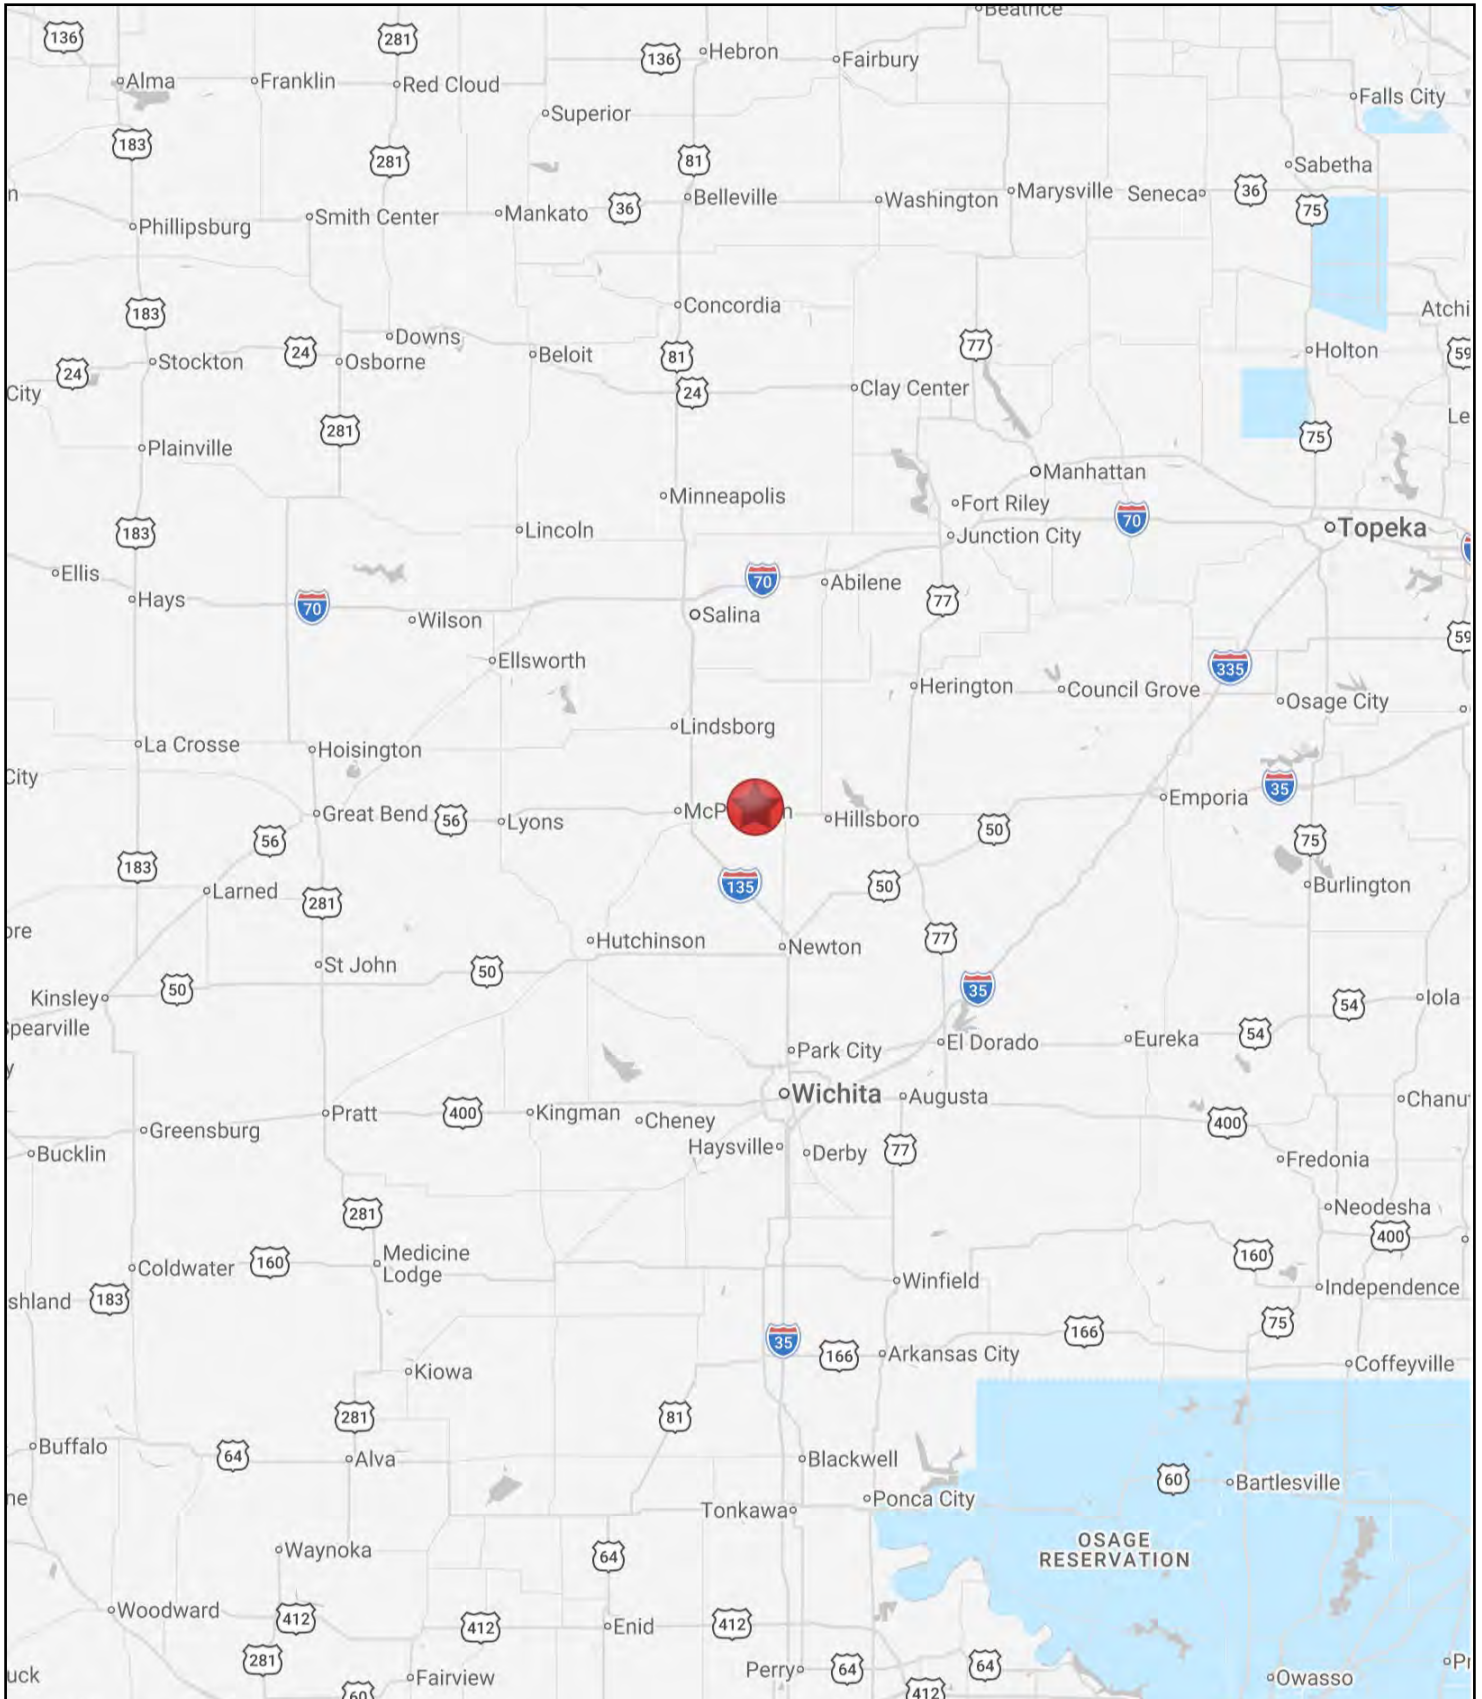 Beatrice
136
281
136
Hebron
Fairbury
Alma
Franklin
Red Cloud
Falls City
Superior
183
281
81
Sabetha
n
Belleville
Washington
Marysville
Seneca
36
75
Phillipsburg
Smith Center
Mankato
36
Concordia
Atchi
183
Downs
77
24
Stockton
24
Osborne
Beloit
81
Holton
59
City
24
Clay Center
Le
281
75
Plainville
Manhattan
Minneapolis
Fort Riley
70
Topeka
183
Lincoln
Junction City
Ellis
70
Abilene
Hays
70
Wilson
Salina
77
59
Ellsworth
335
Herington
Council Grove
Osage City
Lindsborg
La Crosse
Hoisington
City
35
Great Bend
56
Lyons
McP
n
Hillsboro
50
Emporia
56
75
183
135
50
Burlington
Larned
281
ore
Hutchinson
Newton
77
St John
50
Kinsley
50
35
54
Iola
Spearville
Park City
El Dorado
Eureka
54
y
Wichita
Augusta
Chanu
Pratt
400
Kingman
Cheney
400
Greensburg
Haysville
Derby
77
Bucklin
Fredonia
281
Neodesha
400
Coldwater
160
Medicine
Lodge
160
Winfield
Independence
shland
183
35
166
75
166
Arkansas City
Kiowa
Coffeyville
281
81
Buffalo
64
Alva
Blackwell
60
Bartlesville
ne
Tonkawa
Ponca City
Waynoka
64
OSAGE
RESERVATION
Woodward
412
412
Enid
412
281
Perry
64
64
Pr
uck
Fairview
Owasso
60
412